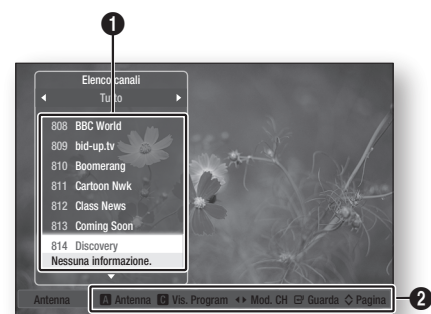 1
Elenco canali
Tutto
808 BBC World
809 bid-up.tv
810 Boomerang
811 Cartoon Nwk
812 Class News
813 Coming Soon
814 Discovery
Nessuna informazione.
Antenna A Antenna C Vis. Program Mod. CH Guarda Pagina
2